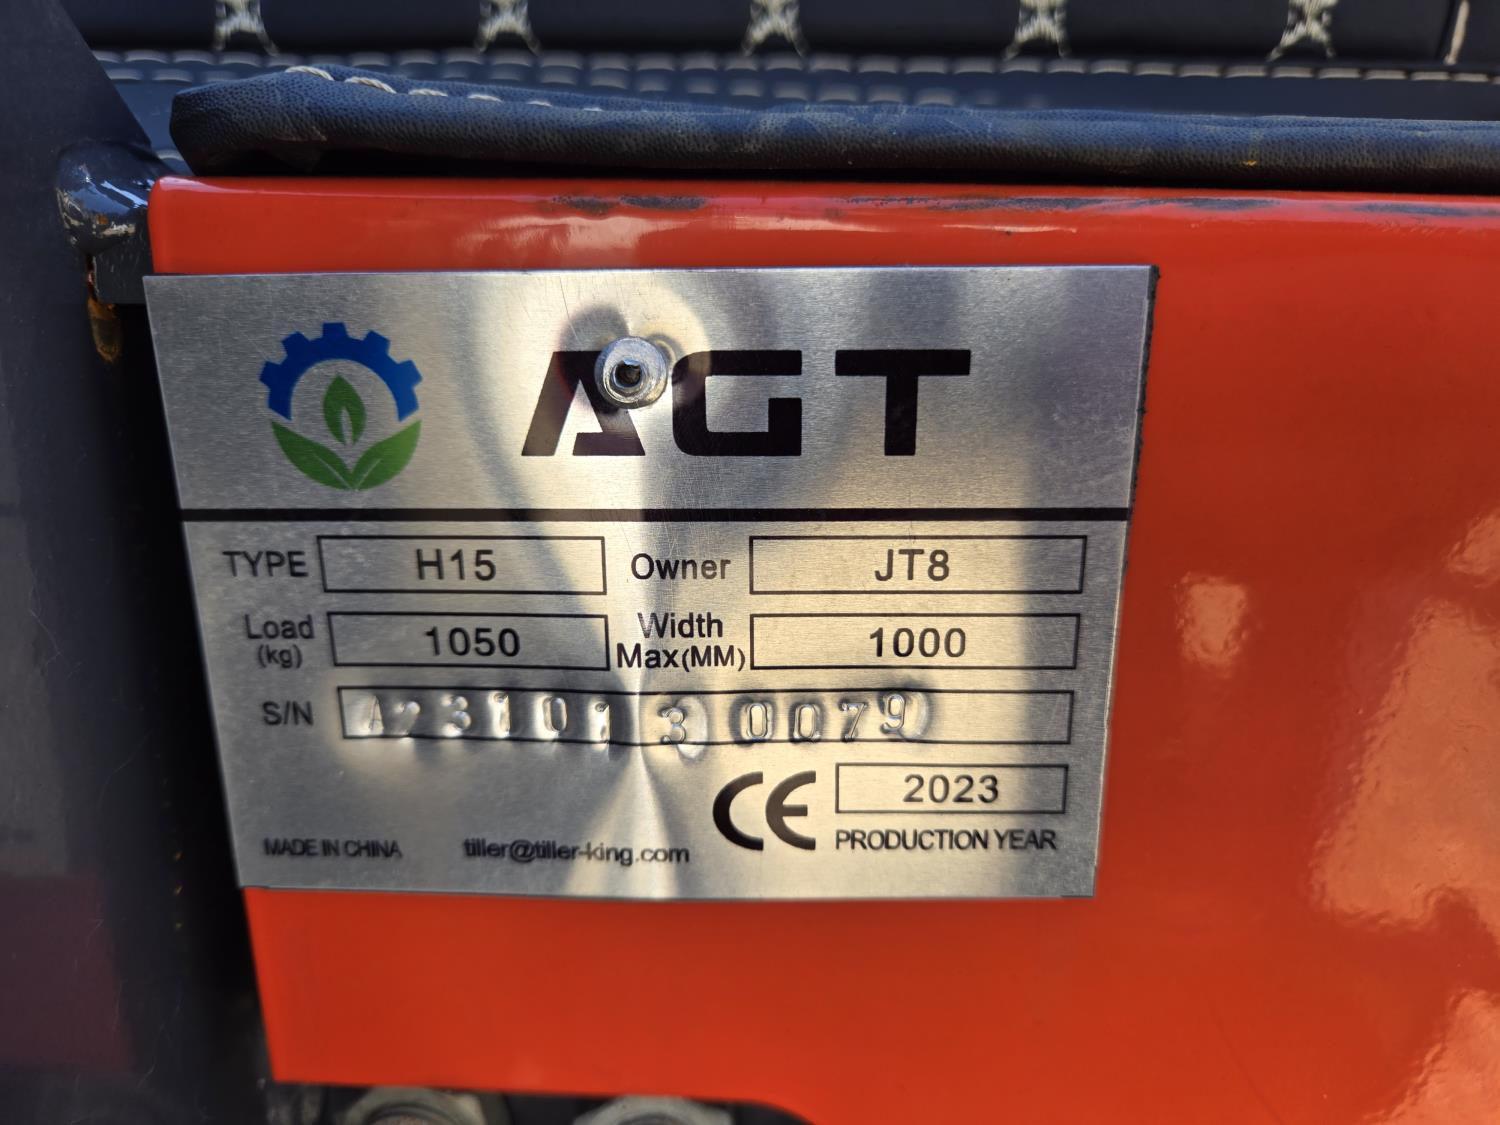 AGT
TYPE H15 Owner JT8
Load (kg) 1050 Width Max(MM) 1000
S/N A2310130079
CE 2023
MADE IN CHINA tiller@tiller-king.com PRODUCTION YEAR